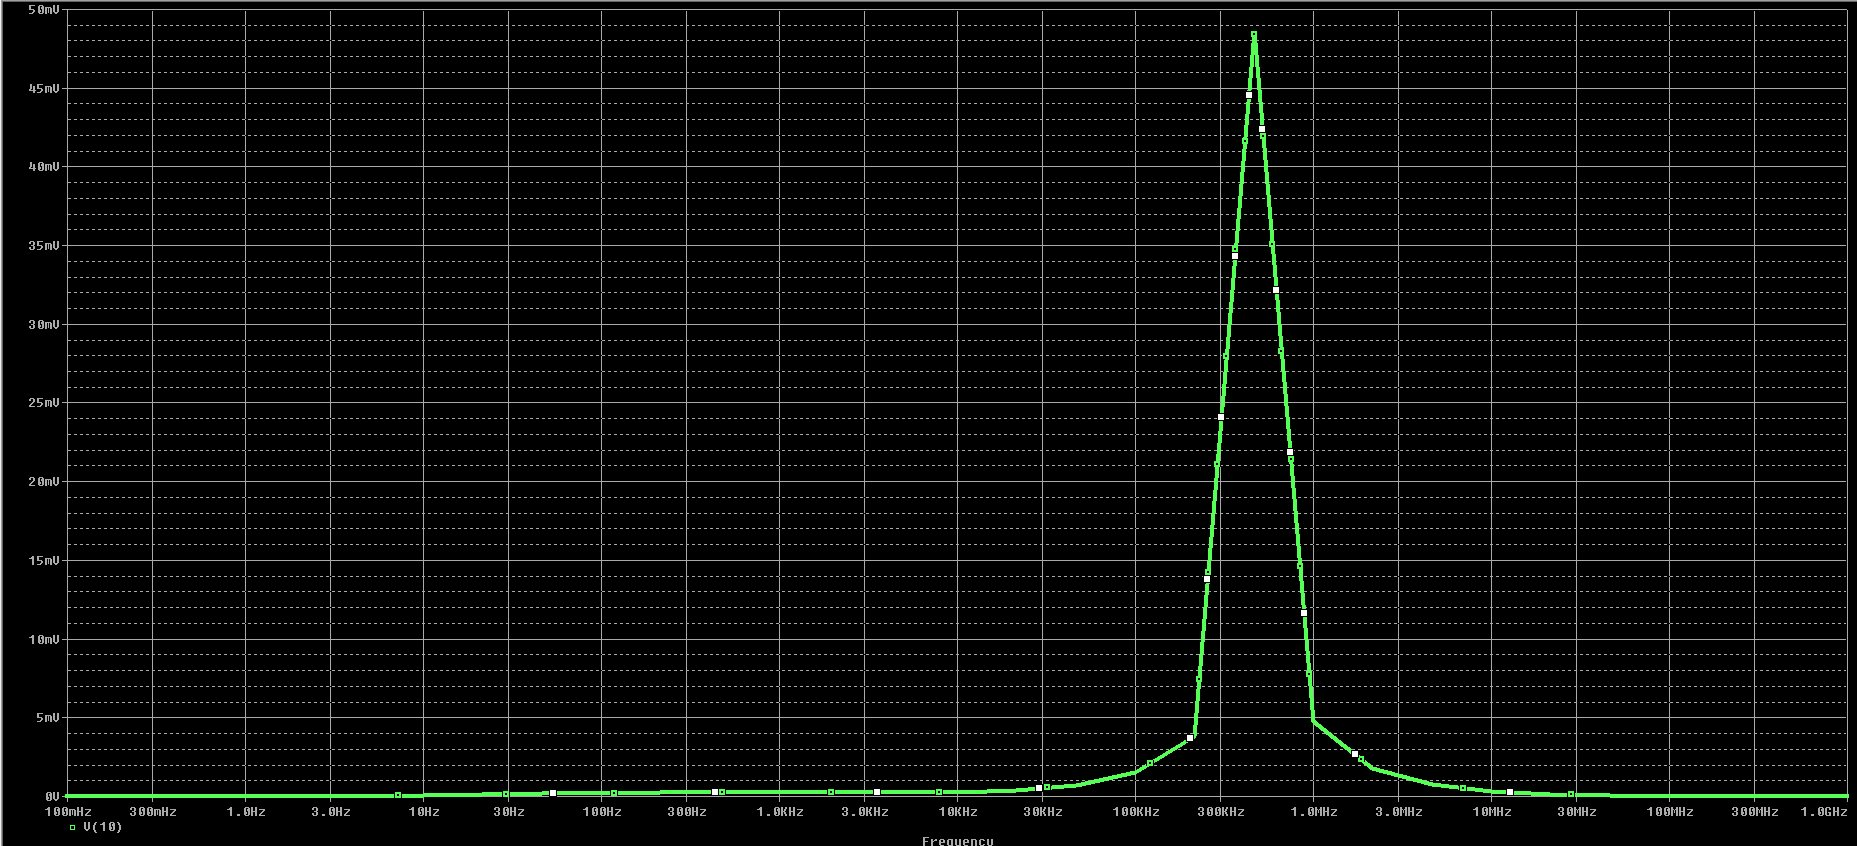 50mV
45mV
40mV
35mV
30mV
25mV
20mV
15mV
10mV
5mV
0V
100mHz 300mHz 1.0Hz 3.0Hz 10Hz 30Hz 100Hz 300Hz 1.0KHz 3.0KHz 10KHz 30KHz 100KHz 300KHz 1.0MHz 3.0MHz 10MHz 30MHz 100MHz 300MHz 1.0GHz
V(10)
Frequency